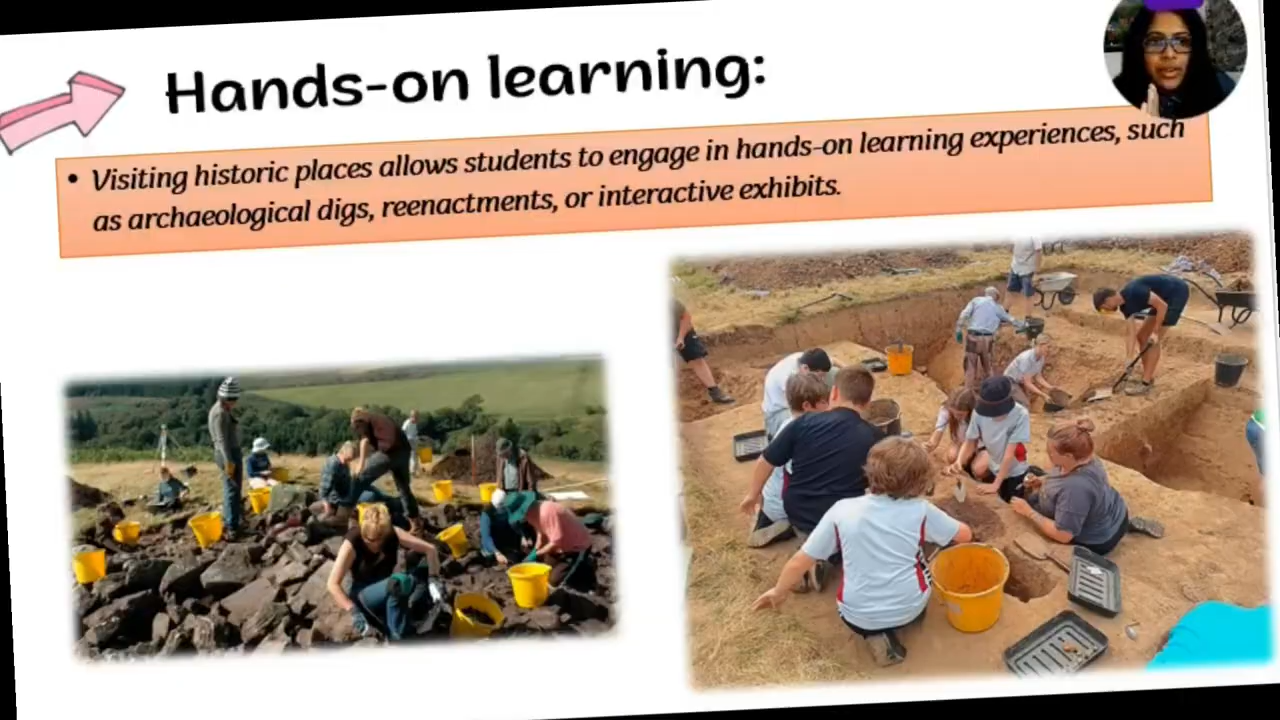 Hands-on learning:
• Visiting historic places allows students to engage in hands-on learning experiences, such
as archaeological digs, reenactments, or interactive exhibits.